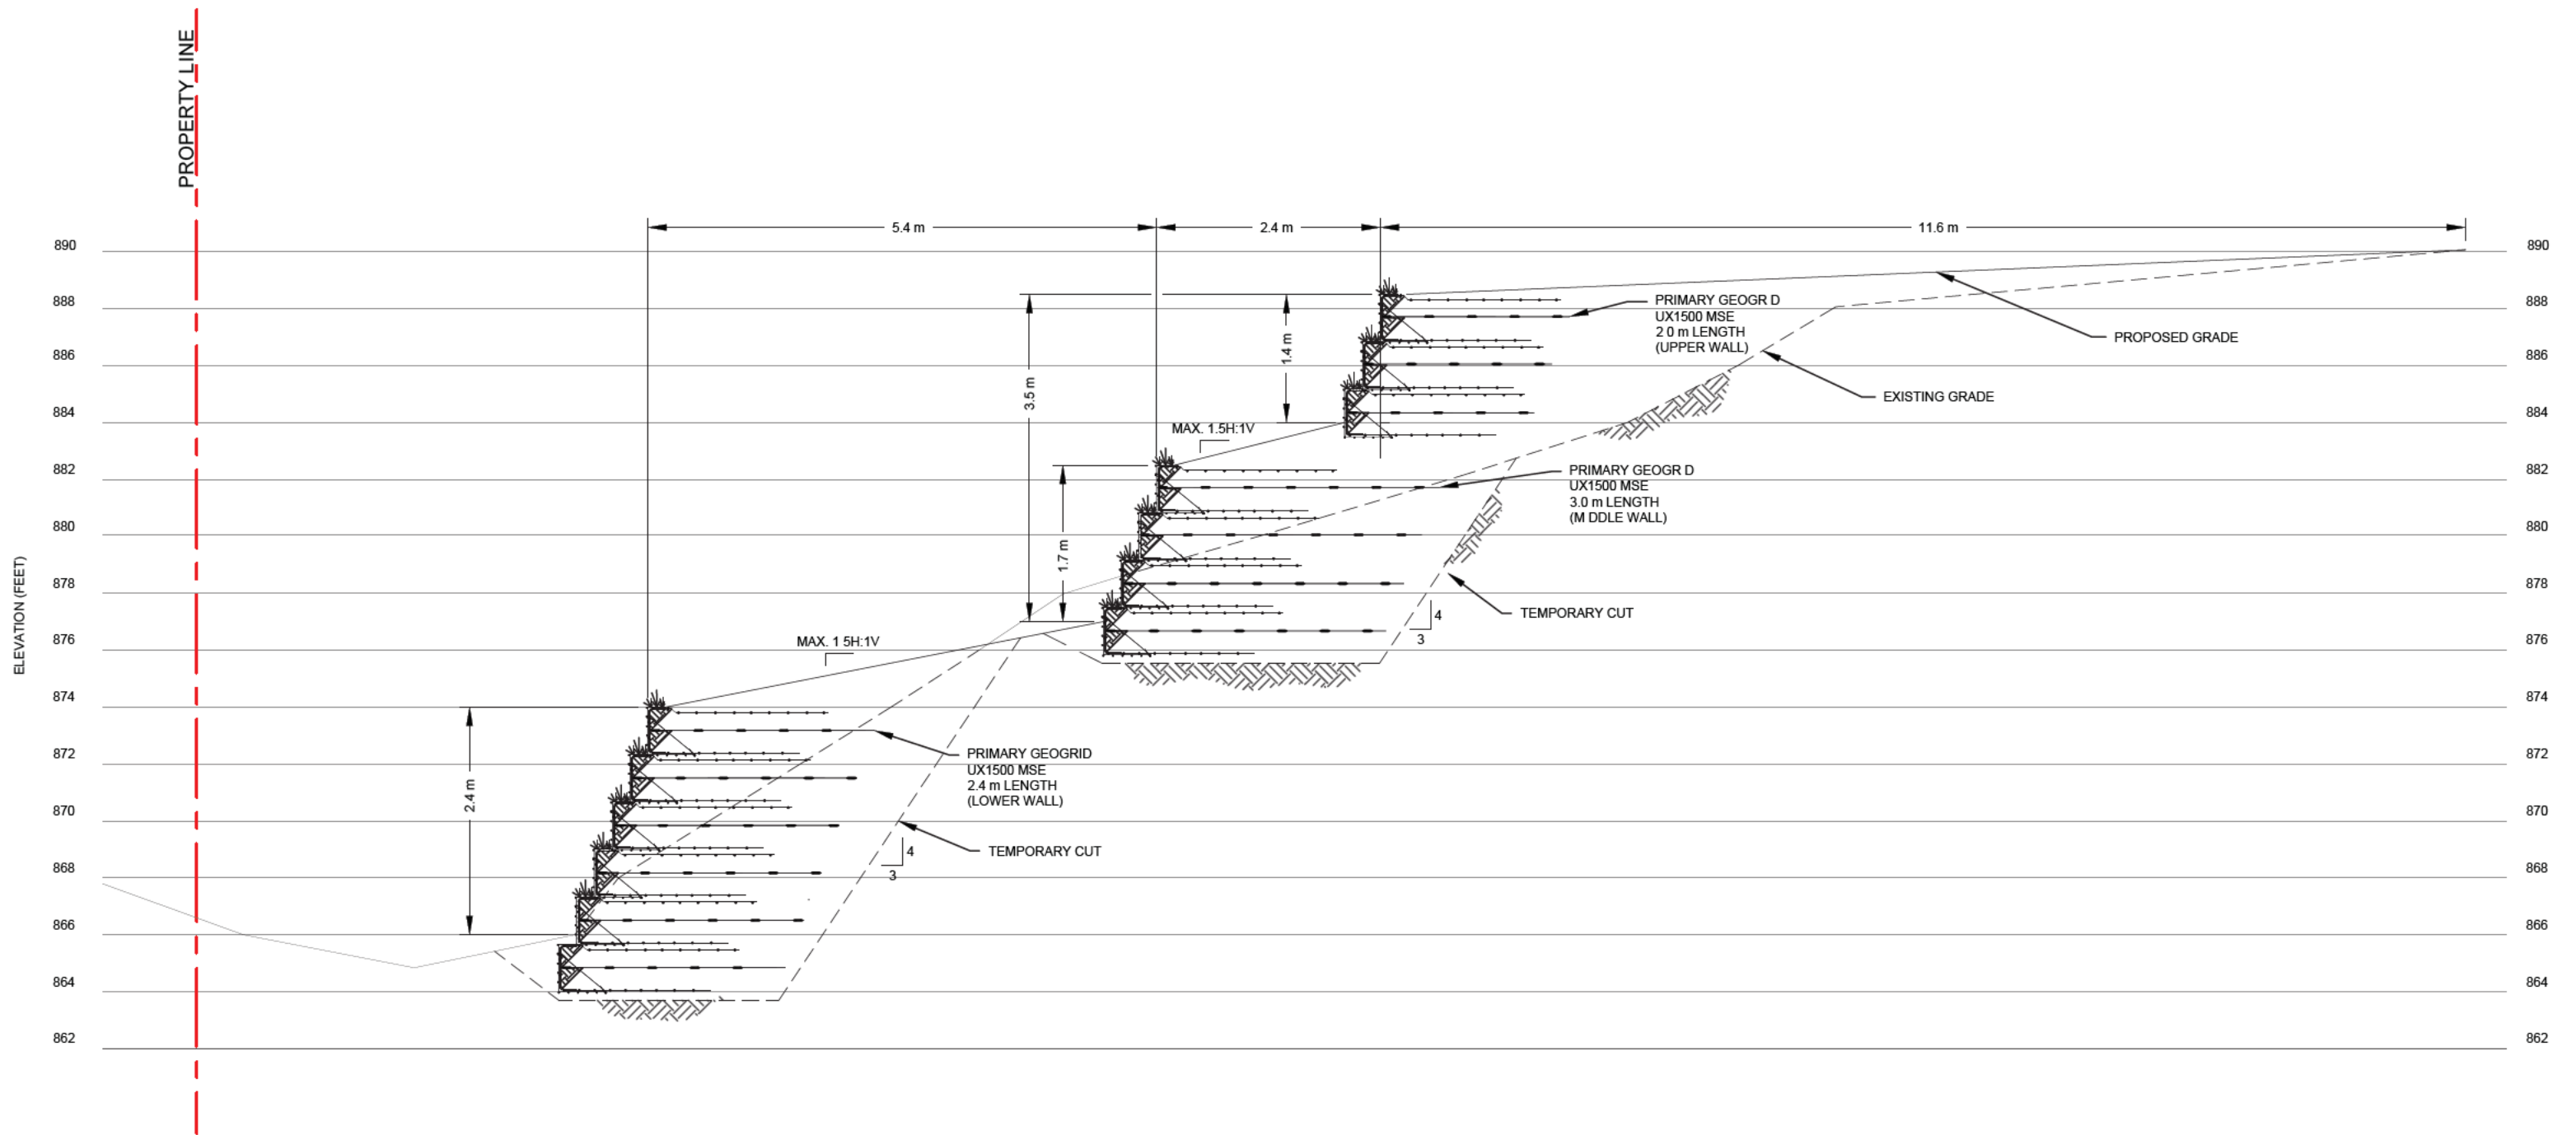 PROPERTY LINE
5.4 m
2.4 m
11.6 m
890
890
888
888
PRIMARY GEOGR D
UX1500 MSE
2 0 m LENGTH
(UPPER WALL)
PROPOSED GRADE
1.4 m
886
886
3.5 m
EXISTING GRADE
884
884
MAX. 1.5H:1V
882
882
PRIMARY GEOGR D
UX1500 MSE
3.0 m LENGTH
(M DDLE WALL)
880
880
1.7 m
878
878
TEMPORARY CUT
4
3
ELEVATION (FEET)
876
876
MAX. 1 5H:1V
874
874
872
872
PRIMARY GEOGRID
UX1500 MSE
2.4 m LENGTH
(LOWER WALL)
2.4 m
870
870
TEMPORARY CUT
4
3
868
868
866
866
864
864
862
862